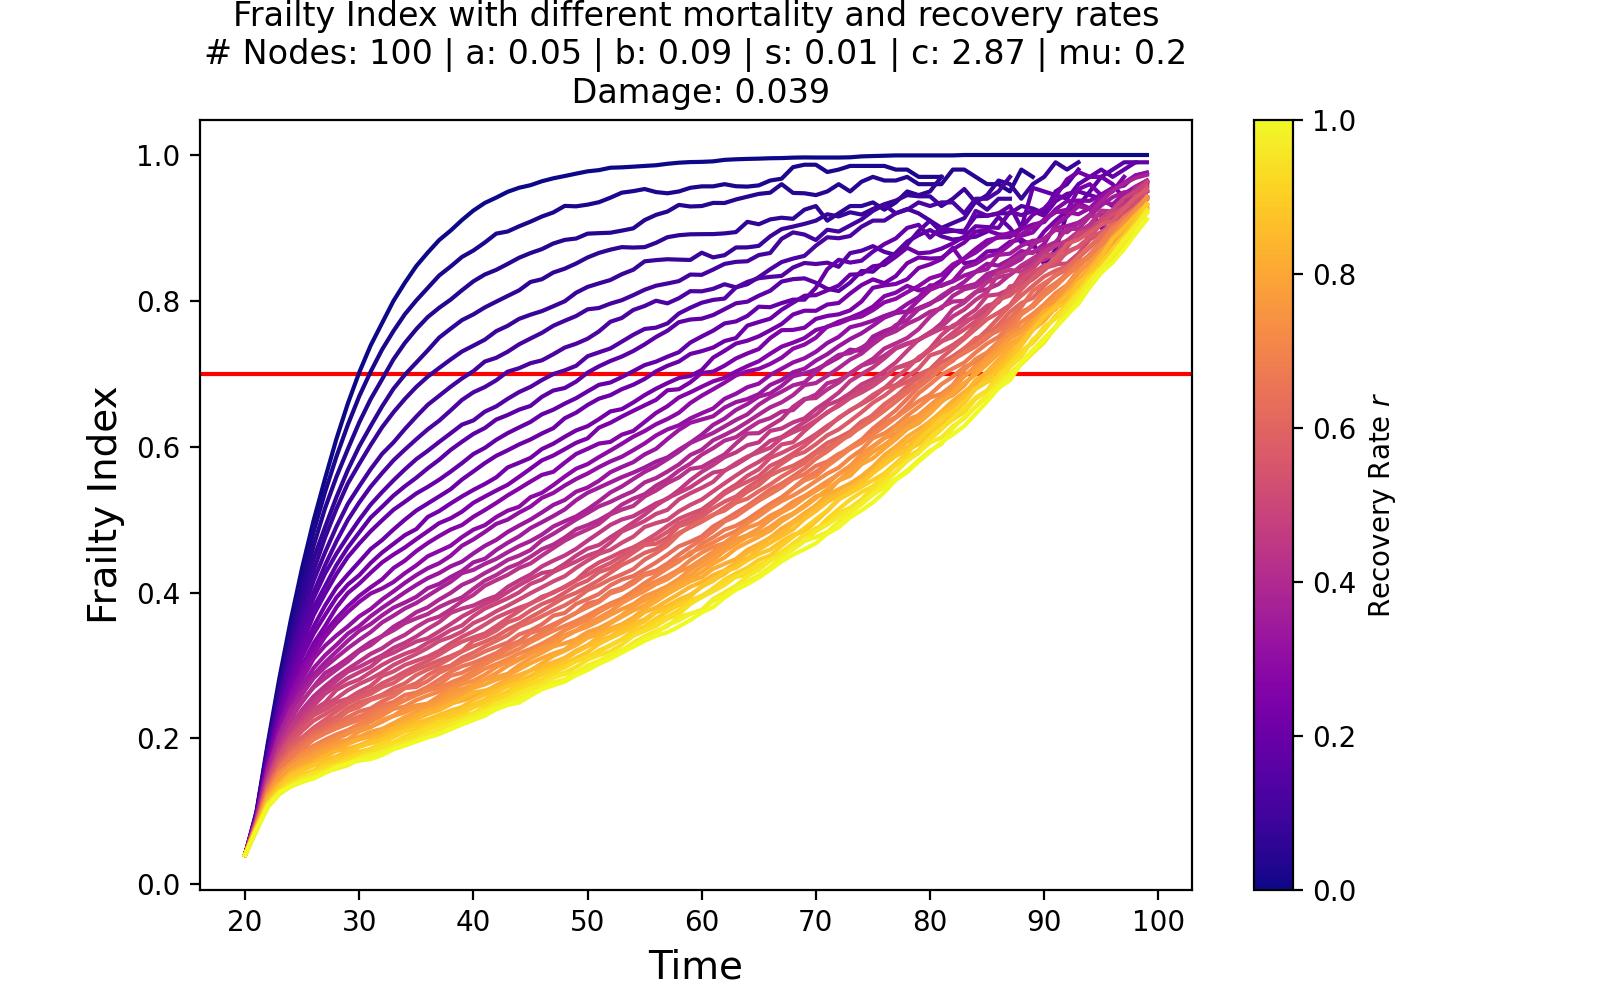 Frailty Index with different mortality and recovery rates
# Nodes: 100 | a: 0.05 | b: 0.09 | s: 0.01 | c: 2.87 | mu: 0.2
Damage: 0.039
1.0
0.8
0.6
0.4
0.2
0.0
Frailty Index
20 30 40 50 60 70 80 90 100
Time
1.0
0.8
0.6
0.4
0.2
0.0
Recovery Rate r